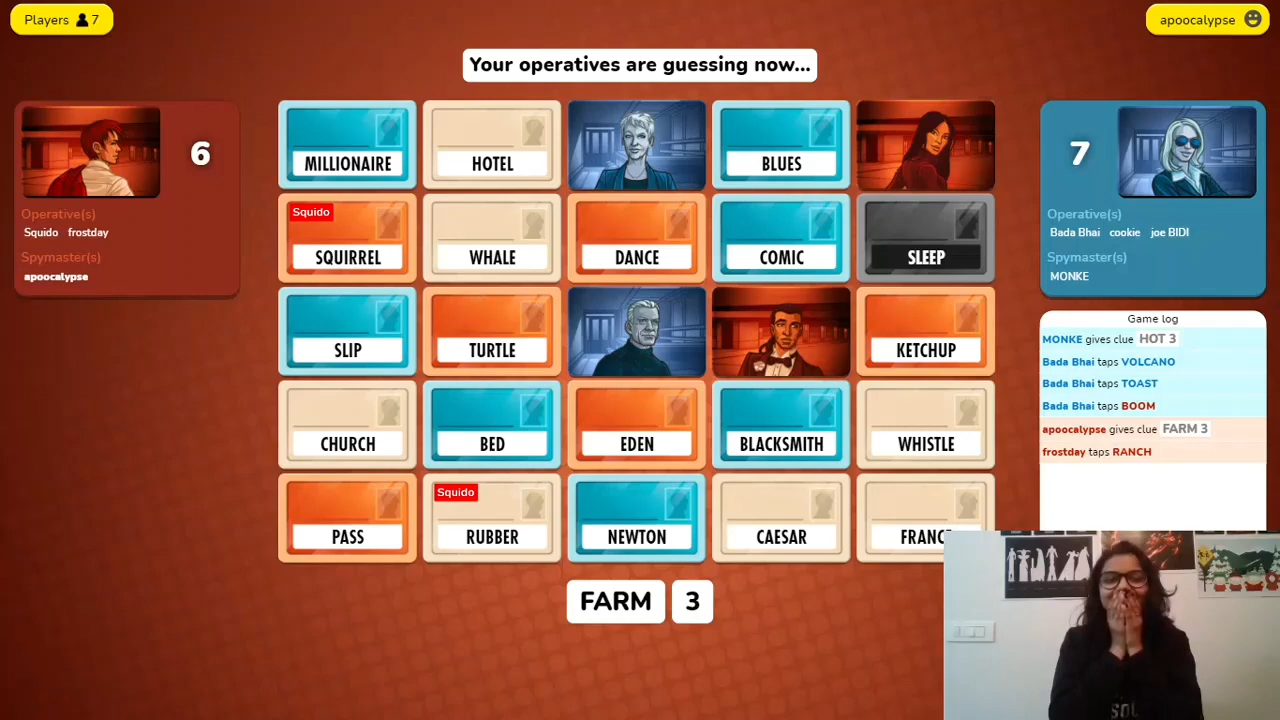 Players 7
apoocalypse
Your operatives are guessing now...
6
Operative(s)
Squido frostday
Spymaster(s)
apoocalypse
MILLIONAIRE
HOTEL
BLUES
Squido
SQUIRREL
WHALE
DANCE
COMIC
SLEEP
SLIP
TURTLE
KETCHUP
CHURCH
BED
EDEN
BLACKSMITH
WHISTLE
PASS
Squido
RUBBER
NEWTON
CAESAR
FARM 3
7
Operative(s)
Bada Bhai cookie joe BIDI
Spymaster(s)
MONKE
Game log
MONKE gives clue HOT 3
Bada Bhai taps VOLCANO
Bada Bhai taps TOAST
Bada Bhai taps BOOM
apoocalypse gives clue FARM 3
frostday taps RANCH